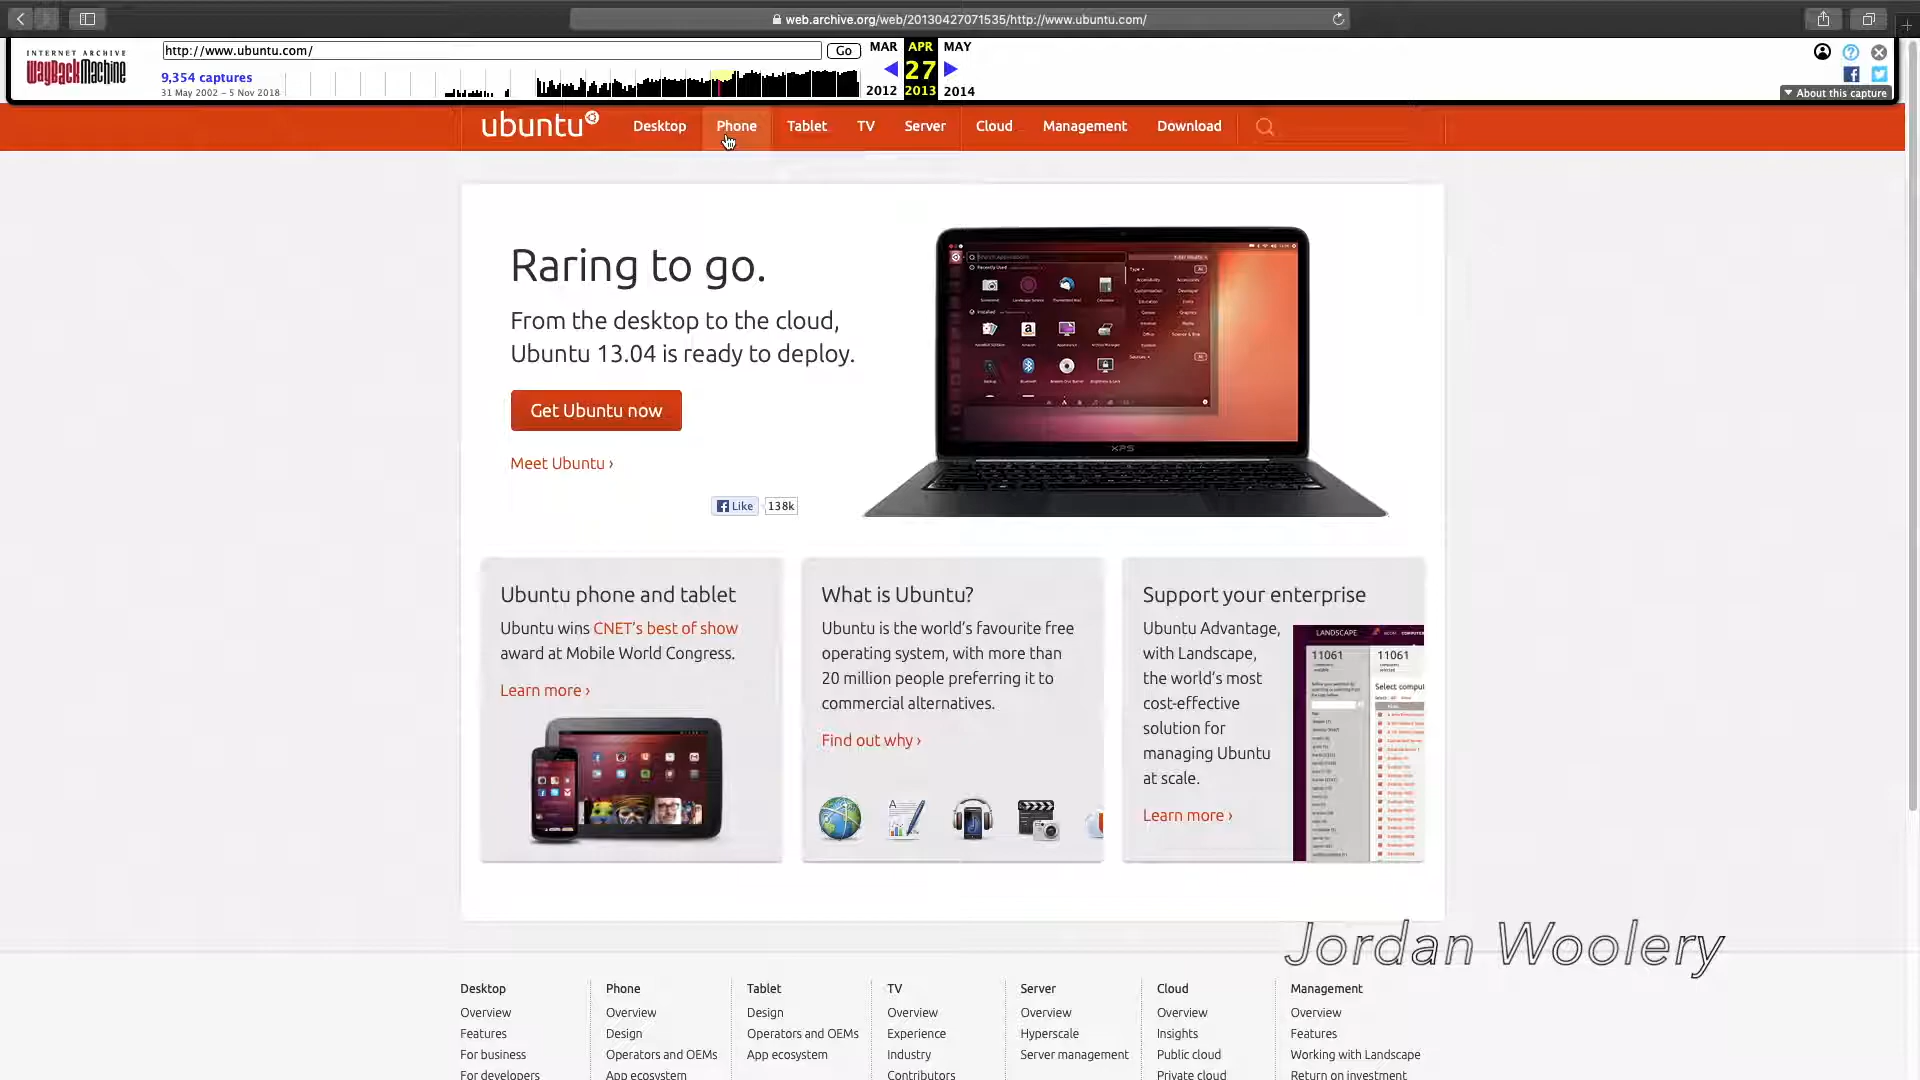 web.archive.org/web/20130427071535/http://www.ubuntu.com/
INTERNET ARCHIVE
WayBackMachine
http://www.ubuntu.com/
Go
MAR APR MAY
27
2012 2013 2014
9,354 captures
31 May 2002 – 5 Nov 2018
About this capture
ubuntu
Desktop Phone Tablet TV Server Cloud Management Download
Raring to go.
From the desktop to the cloud,
Ubuntu 13.04 is ready to deploy.
Get Ubuntu now
Meet Ubuntu ›
Like 138k
XPS
Ubuntu phone and tablet
Ubuntu wins CNET’s best of show
award at Mobile World Congress.
Learn more ›
What is Ubuntu?
Ubuntu is the world’s favourite free
operating system, with more than
20 million people preferring it to
commercial alternatives.
Find out why ›
Support your enterprise
Ubuntu Advantage,
with Landscape,
the world’s most
cost-effective
solution for
managing Ubuntu
at scale.
Learn more ›
LANDSCAPE
11061 11061
Select compu
Jordan Woolery
Desktop
Overview
Features
For business
For developers
Phone
Overview
Design
Operators and OEMs
App ecosystem
Tablet
Design
Operators and OEMs
App ecosystem
TV
Overview
Experience
Industry
Contributors
Server
Overview
Hyperscale
Server management
Cloud
Overview
Insights
Public cloud
Private cloud
Management
Overview
Features
Working with Landscape
Return on investment